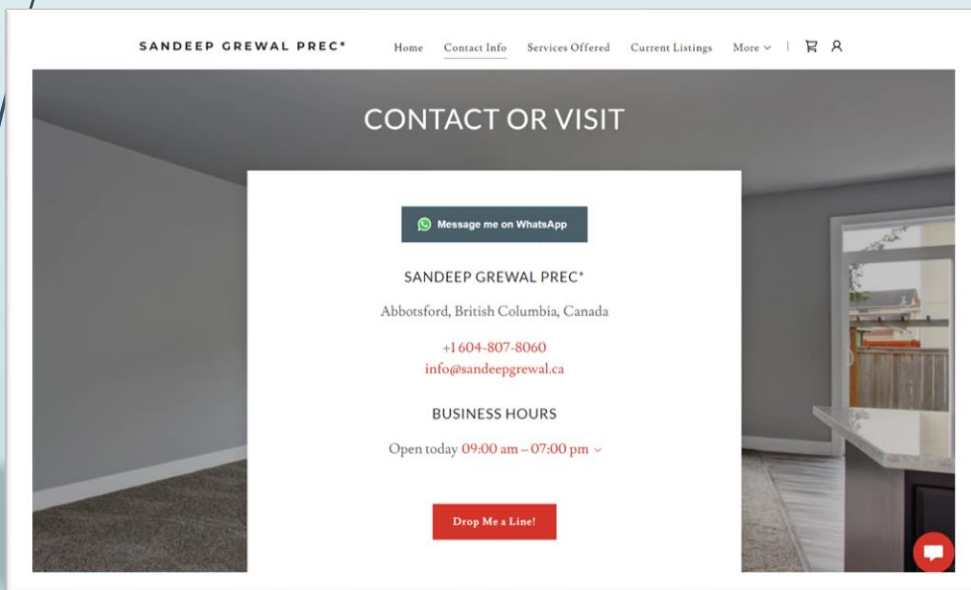 SANDEEP GREWAL PREC*
Home Contact Info Services Offered Current Listings More
CONTACT OR VISIT
Message me on WhatsApp
SANDEEP GREWAL PREC*
Abbotsford, British Columbia, Canada
+1 604-807-8060
info@sandeepgrewal.ca
BUSINESS HOURS
Open today 09:00 am – 07:00 pm
Drop Me a Line!